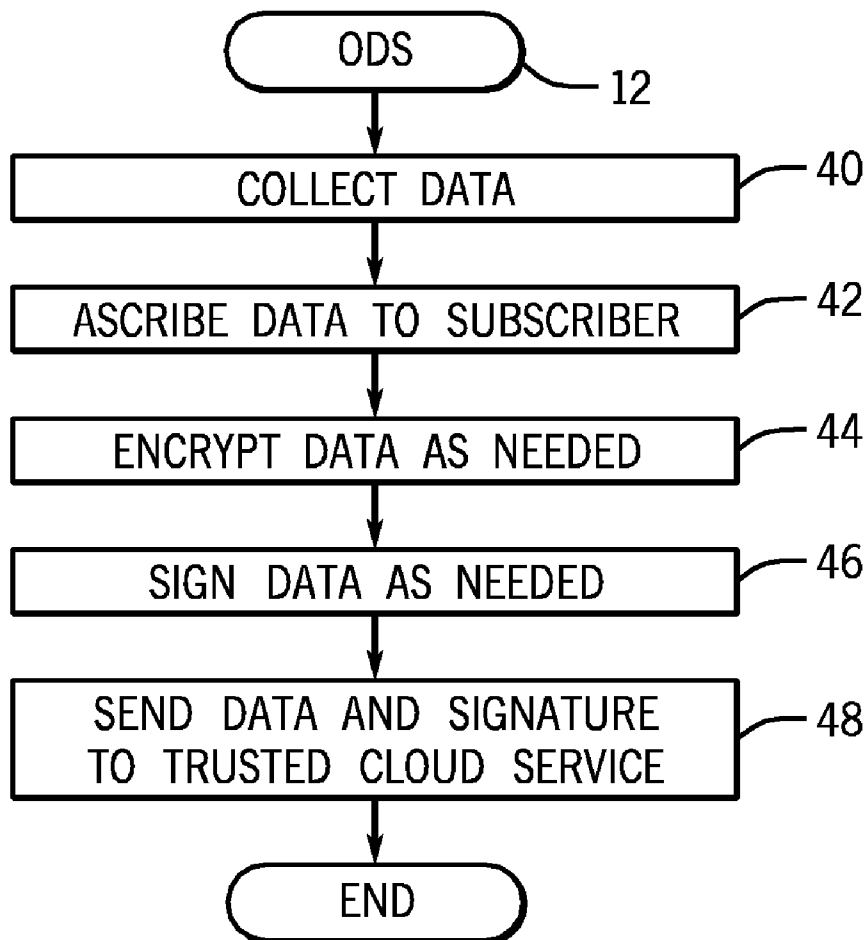 ODS
12
COLLECT DATA
40
ASCRIBE DATA TO SUBSCRIBER
42
ENCRYPT DATA AS NEEDED
44
SIGN DATA AS NEEDED
46
SEND DATA AND SIGNATURE
TO TRUSTED CLOUD SERVICE
48
END